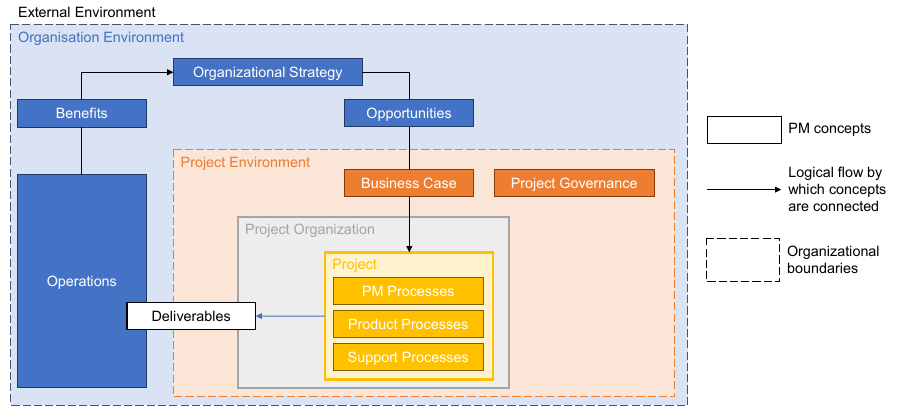 External Environment
Organisation Environment
Organizational Strategy
Benefits
Opportunities
Project Environment
Business Case
Project Governance
Project Organization
Project
PM Processes
Product Processes
Support Processes
Operations
Deliverables
PM concepts
Logical flow by
which concepts
are connected
Organizational
boundaries